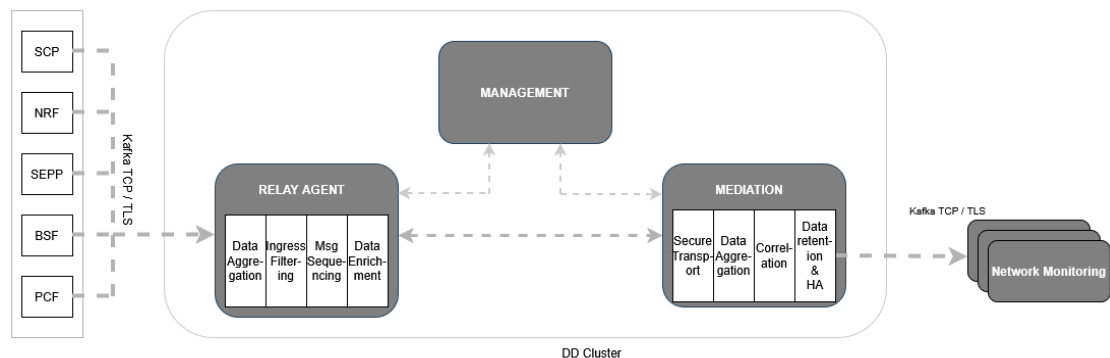 SCP
NRF
SEPP
BSF
PCF
Kafka TCP / TLS
MANAGEMENT
RELAY AGENT
Data
Aggre-
gation
Ingress
Filter-
ing
Msg
Seque-
ncing
Data
Enrich-
ment
MEDIATION
Secure
Transp-
ort
Data
Aggre-
gation
Correl-
ation
Data
retent-
ion
&
HA
Kafka TCP / TLS
Network Monitoring
DD Cluster